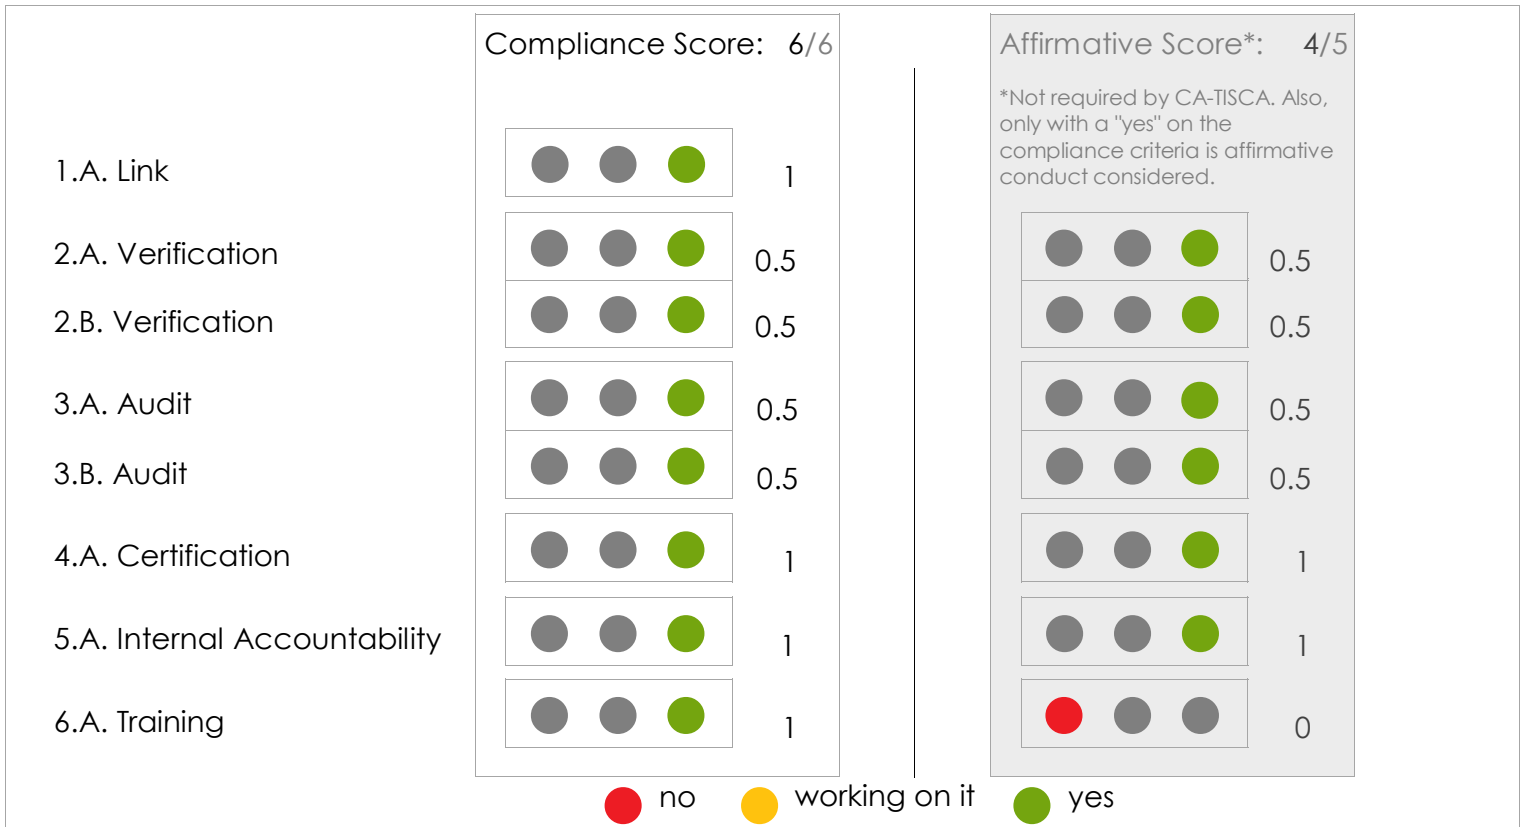 Compliance Score: 6/6
Affirmative Score*: 4/5
*Not required by CA-TISCA. Also,
only with a "yes" on the
compliance criteria is affirmative
conduct considered.
1.A. Link 1
2.A. Verification 0.5 0.5
2.B. Verification 0.5 0.5
3.A. Audit 0.5 0.5
3.B. Audit 0.5 0.5
4.A. Certification 1 1
5.A. Internal Accountability 1 1
6.A. Training 1 0
no working on it yes